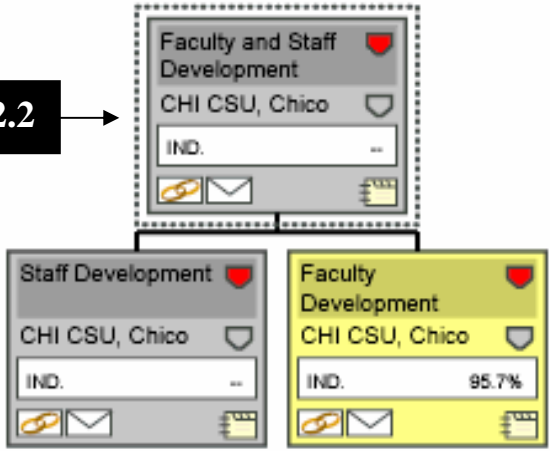 Faculty and Staff
Development
CHI CSU, Chico
IND. --
2.2
Staff Development
CHI CSU, Chico
IND. --
Faculty
Development
CHI CSU, Chico
IND. 95.7%